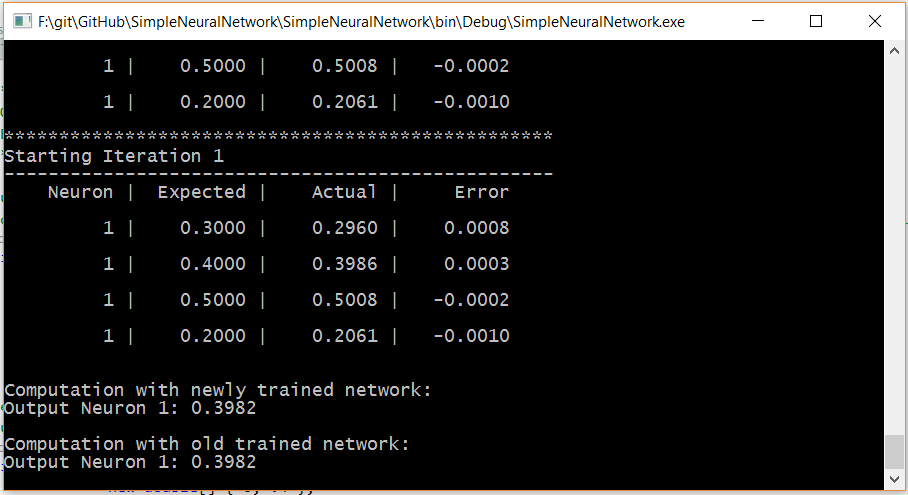 F:\git\GitHub\SimpleNeuralNetwork\SimpleNeuralNetwork\bin\Debug\SimpleNeuralNetwork.exe
1 | 0.5000 | 0.5008 | -0.0002
1 | 0.2000 | 0.2061 | -0.0010
**************************************************
Starting Iteration 1
--------------------------------------------------
Neuron | Expected | Actual | Error
1 | 0.3000 | 0.2960 | 0.0008
1 | 0.4000 | 0.3986 | 0.0003
1 | 0.5000 | 0.5008 | -0.0002
1 | 0.2000 | 0.2061 | -0.0010
Computation with newly trained network:
Output Neuron 1: 0.3982
Computation with old trained network:
Output Neuron 1: 0.3982